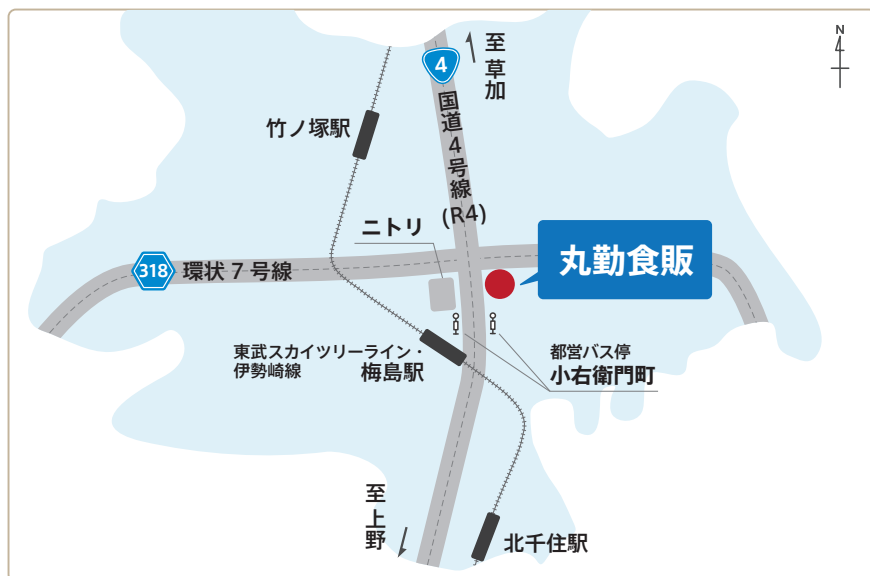 N
至草加
4
国道4号線
(R4)
竹ノ塚駅
ニトリ
丸勤食販
318
環状7号線
東武スカイツリーライン・
伊勢崎線
梅島駅
都営バス停
小右衛門町
至上野
北千住駅